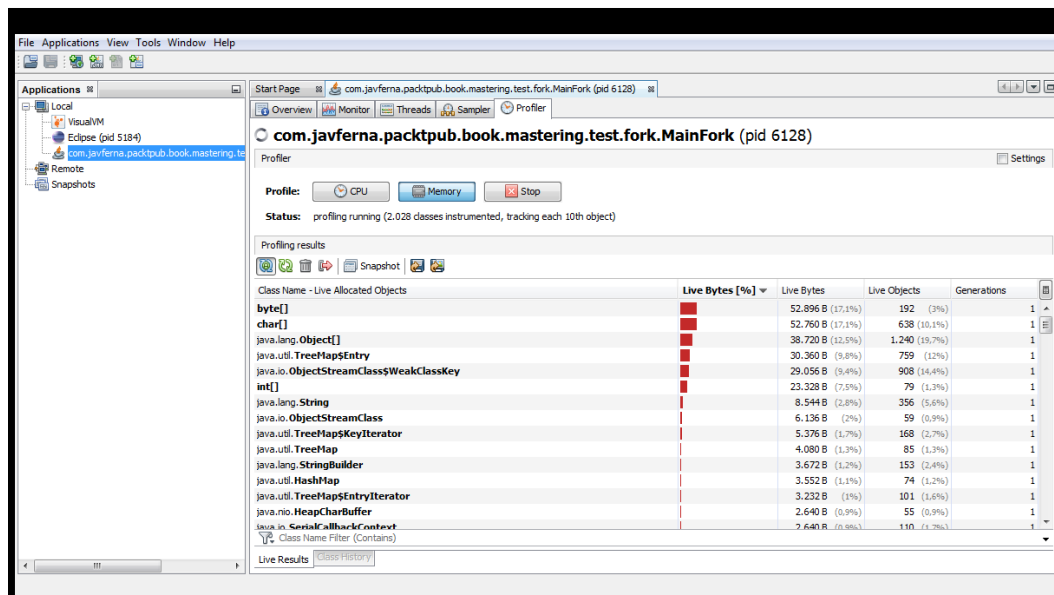 File Applications View Tools Window Help
Applications
Start Page com.javferna.packtpub.book.mastering.test.fork.MainFork (pid 6128)
Local
VisualVM
Eclipse (pid 5184)
com.javferna.packtpub.book.mastering.te
Remote
Snapshots
Overview Monitor Threads Sampler Profiler
com.javferna.packtpub.book.mastering.test.fork.MainFork (pid 6128)
Profiler Settings
Profile: CPU Memory Stop
Status: profiling running (2.028 classes instrumented, tracking each 10th object)
Profiling results
Snapshot
Class Name - Live Allocated Objects Live Bytes [%] Live Bytes Live Objects Generations
byte[] 52.896 B (17,1%) 192 (3%) 1
char[] 52.760 B (17,1%) 638 (10,1%) 1
java.lang.Object[] 38.720 B (12,5%) 1.240 (19,7%) 1
java.util.TreeMap$Entry 30.360 B (9,8%) 759 (12%) 1
java.io.ObjectStreamClass$WeakClassKey 29.056 B (9,4%) 908 (14,4%) 1
int[] 23.328 B (7,5%) 79 (1,3%) 1
java.lang.String 8.544 B (2,8%) 356 (5,6%) 1
java.io.ObjectStreamClass 6.136 B (2%) 59 (0,9%) 1
java.util.TreeMap$KeyIterator 5.376 B (1,7%) 168 (2,7%) 1
java.util.TreeMap 4.080 B (1,3%) 85 (1,3%) 1
java.lang.StringBuilder 3.672 B (1,2%) 153 (2,4%) 1
java.util.HashMap 3.552 B (1,1%) 74 (1,2%) 1
java.util.TreeMap$EntryIterator 3.232 B (1%) 101 (1,6%) 1
java.nio.HeapCharBuffer 2.640 B (0,9%) 55 (0,9%) 1
java.io.SerialCallbackContext 2.640 B (0,9%) 110 (1,7%) 1
Class Name Filter (Contains)
Live Results Class History